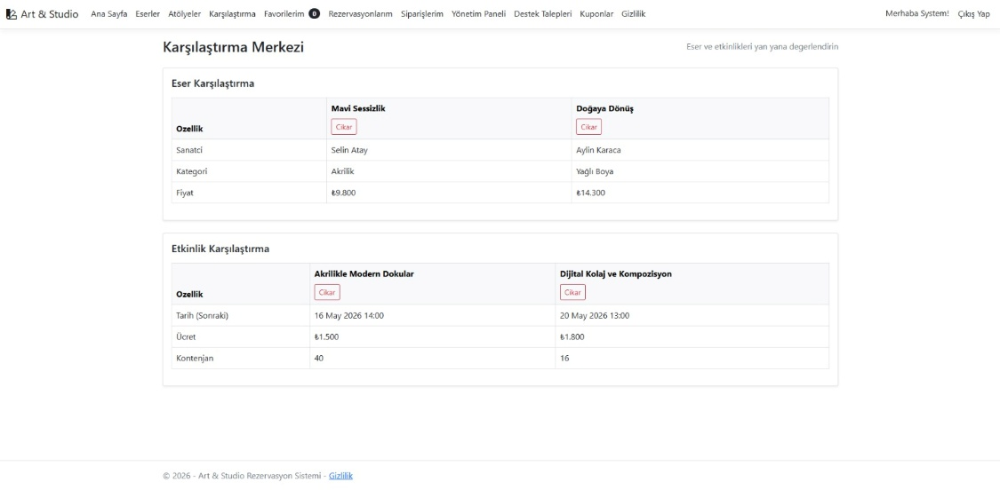 Art & Studio Ana Sayfa Eserler Atölyeler Karşılaştırma Favorilerim 0 Rezervasyonlarım Siparişlerim Yönetim Paneli Destek Talepleri Kuponlar Gizlilik Merhaba System! Çıkış Yap
Karşılaştırma Merkezi Eser ve etkinlikleri yan yana degerlendirin
Eser Karşılaştırma
Mavi Sessizlik Doğaya Dönüş
Cikar Cikar
Ozellik
Sanatci Selin Atay Aylin Karaca
Kategori Akrilik Yağlı Boya
Fiyat ₺9.800 ₺14.300
Etkinlik Karşılaştırma
Akrilikle Modern Dokular Dijital Kolaj ve Kompozisyon
Cikar Cikar
Ozellik
Tarih (Sonraki) 16 May 2026 14:00 20 May 2026 13:00
Ücret ₺1.500 ₺1.800
Kontenjan 40 16
© 2026 - Art & Studio Rezervasyon Sistemi - Gizlilik